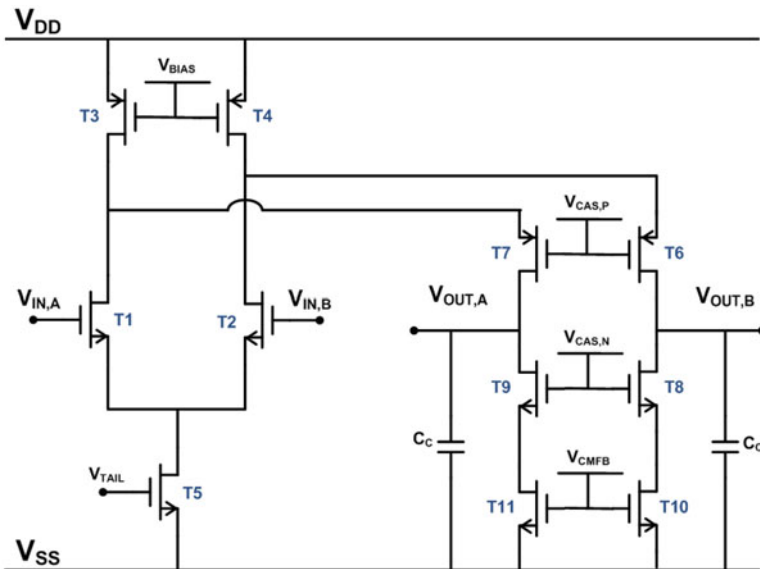 VDD
VBIAS
T3
T4
VCAS,P
T7
T6
VIN,A
T1
T2
VIN,B
VOUT,A
VOUT,B
VCAS,N
T9
T8
CC
CC
VTAIL
T5
VCMFB
T11
T10
VSS